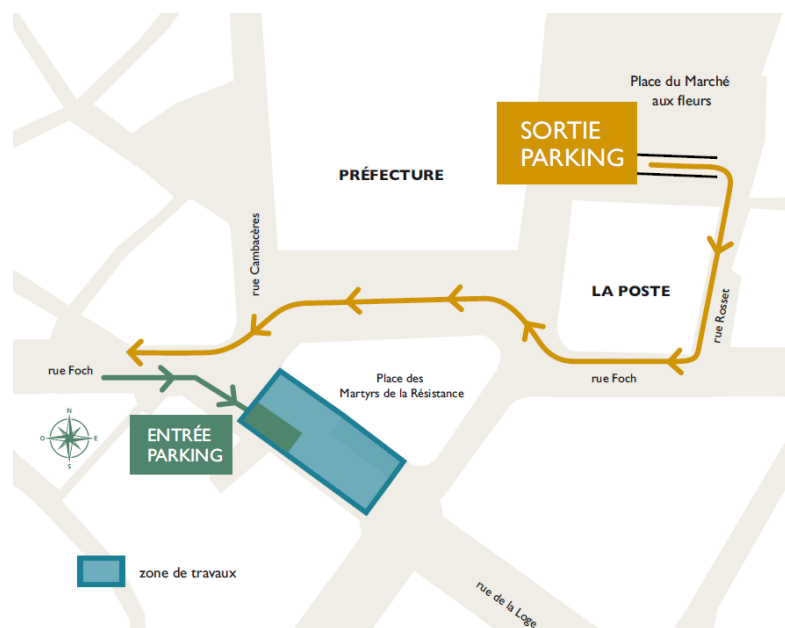 Place du Marché
aux fleurs
SORTIE
PARKING
PRÉFECTURE
rue Cambacères
LA POSTE
rue Rosset
rue Foch
Place des
Martyrs de la Résistance
rue Foch
N
O
E
S
ENTRÉE
PARKING
zone de travaux
rue de la Loge